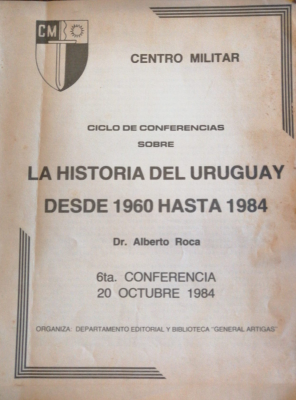 CM
CENTRO MILITAR
CICLO DE CONFERENCIAS
SOBRE
LA HISTORIA DEL URUGUAY
DESDE 1960 HASTA 1984
Dr. Alberto Roca
6ta. CONFERENCIA
20 OCTUBRE 1984
ORGANIZA: DEPARTAMENTO EDITORIAL Y BIBLIOTECA "GENERAL ARTIGAS"